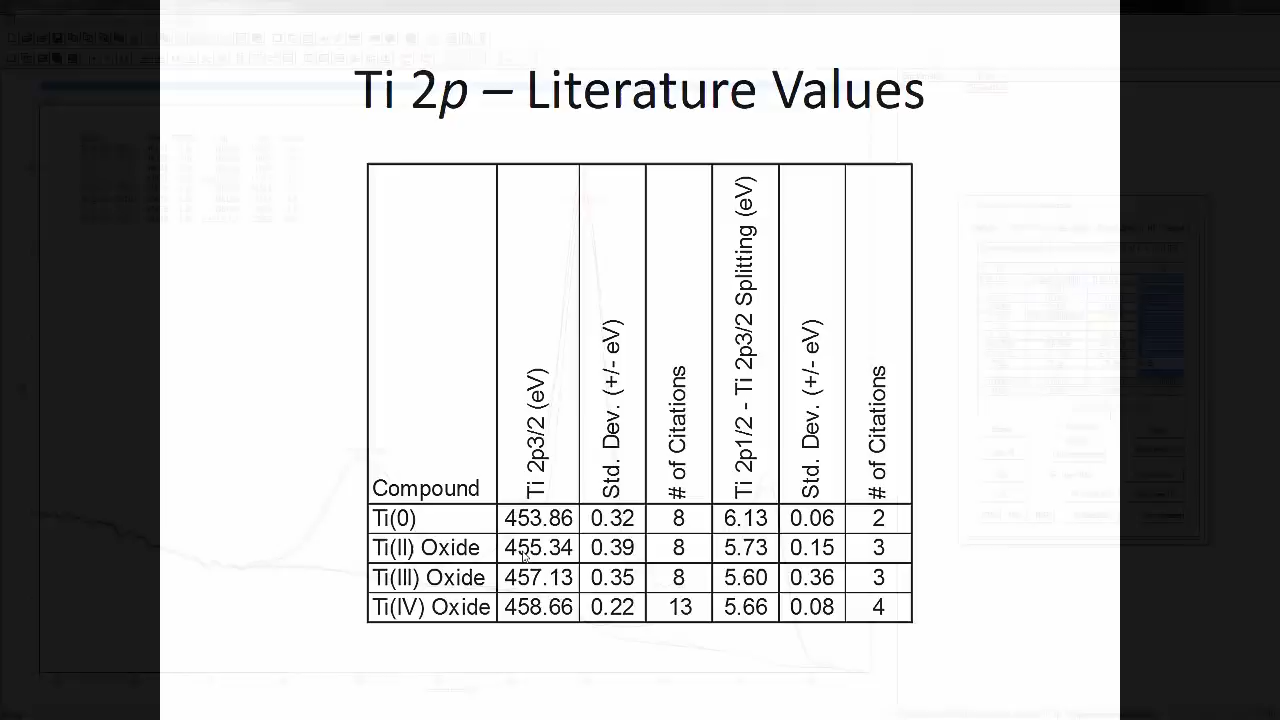 Ti 2p – Literature Values
Compound Ti 2p3/2 (eV) Std. Dev. (+/- eV) # of Citations Ti 2p1/2 - Ti 2p3/2 Splitting (eV) Std. Dev. (+/- eV) # of Citations
Ti(0) 453.86 0.32 8 6.13 0.06 2
Ti(II) Oxide 455.34 0.39 8 5.73 0.15 3
Ti(III) Oxide 457.13 0.35 8 5.60 0.36 3
Ti(IV) Oxide 458.66 0.22 13 5.66 0.08 4